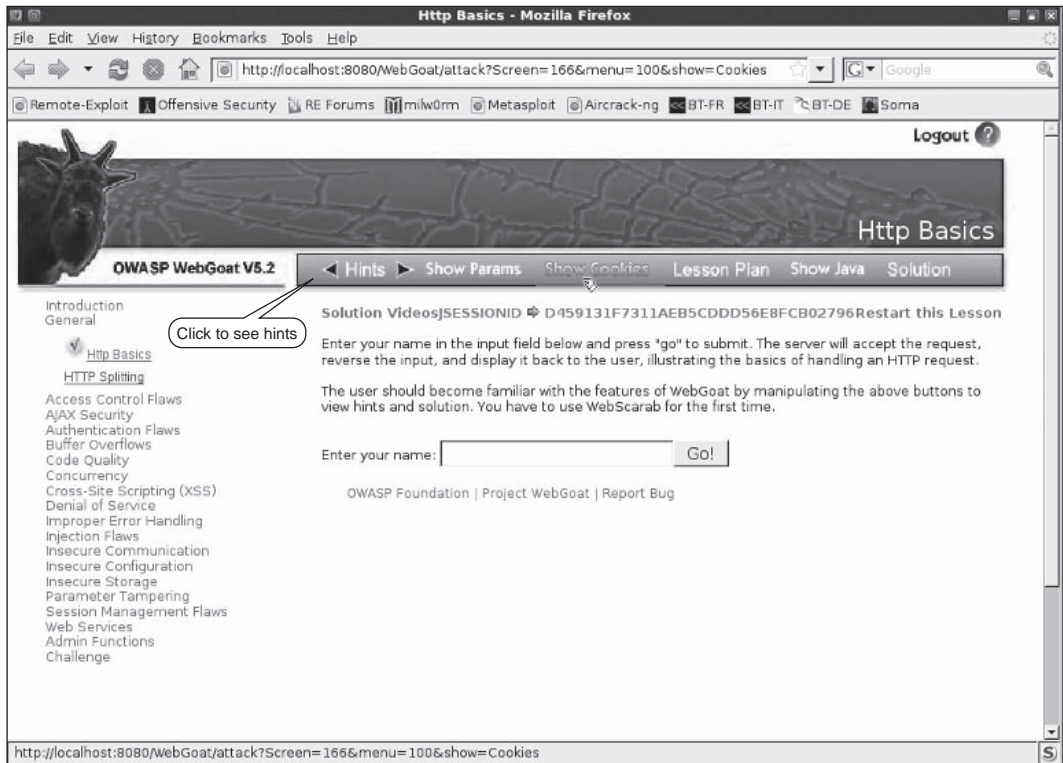 Http Basics - Mozilla Firefox
File Edit View History Bookmarks Tools Help
http://localhost:8080/WebGoat/attack?Screen=166&menu=100&show=Cookies
G Google
Remote-Exploit Offensive Security RE Forums milw0rm Metasploit Aircrack-ng BT-FR BT-IT BT-DE Soma
Logout ?
Http Basics
OWASP WebGoat V5.2
Hints Show Params Show Cookies Lesson Plan Show Java Solution
Introduction
General
Http Basics
HTTP Splitting
Access Control Flaws
AJAX Security
Authentication Flaws
Buffer Overflows
Code Quality
Concurrency
Cross-Site Scripting (XSS)
Denial of Service
Improper Error Handling
Injection Flaws
Insecure Communication
Insecure Configuration
Insecure Storage
Parameter Tampering
Session Management Flaws
Web Services
Admin Functions
Challenge
Click to see hints
Solution VideosJSESSIONID ➩ D459131F7311AEB5CDDD56E8FCB02796Restart this Lesson
Enter your name in the input field below and press "go" to submit. The server will accept the request,
reverse the input, and display it back to the user, illustrating the basics of handling an HTTP request.
The user should become familiar with the features of WebGoat by manipulating the above buttons to
view hints and solution. You have to use WebScarab for the first time.
Enter your name: Go!
OWASP Foundation | Project WebGoat | Report Bug
http://localhost:8080/WebGoat/attack?Screen=166&menu=100&show=Cookies
S